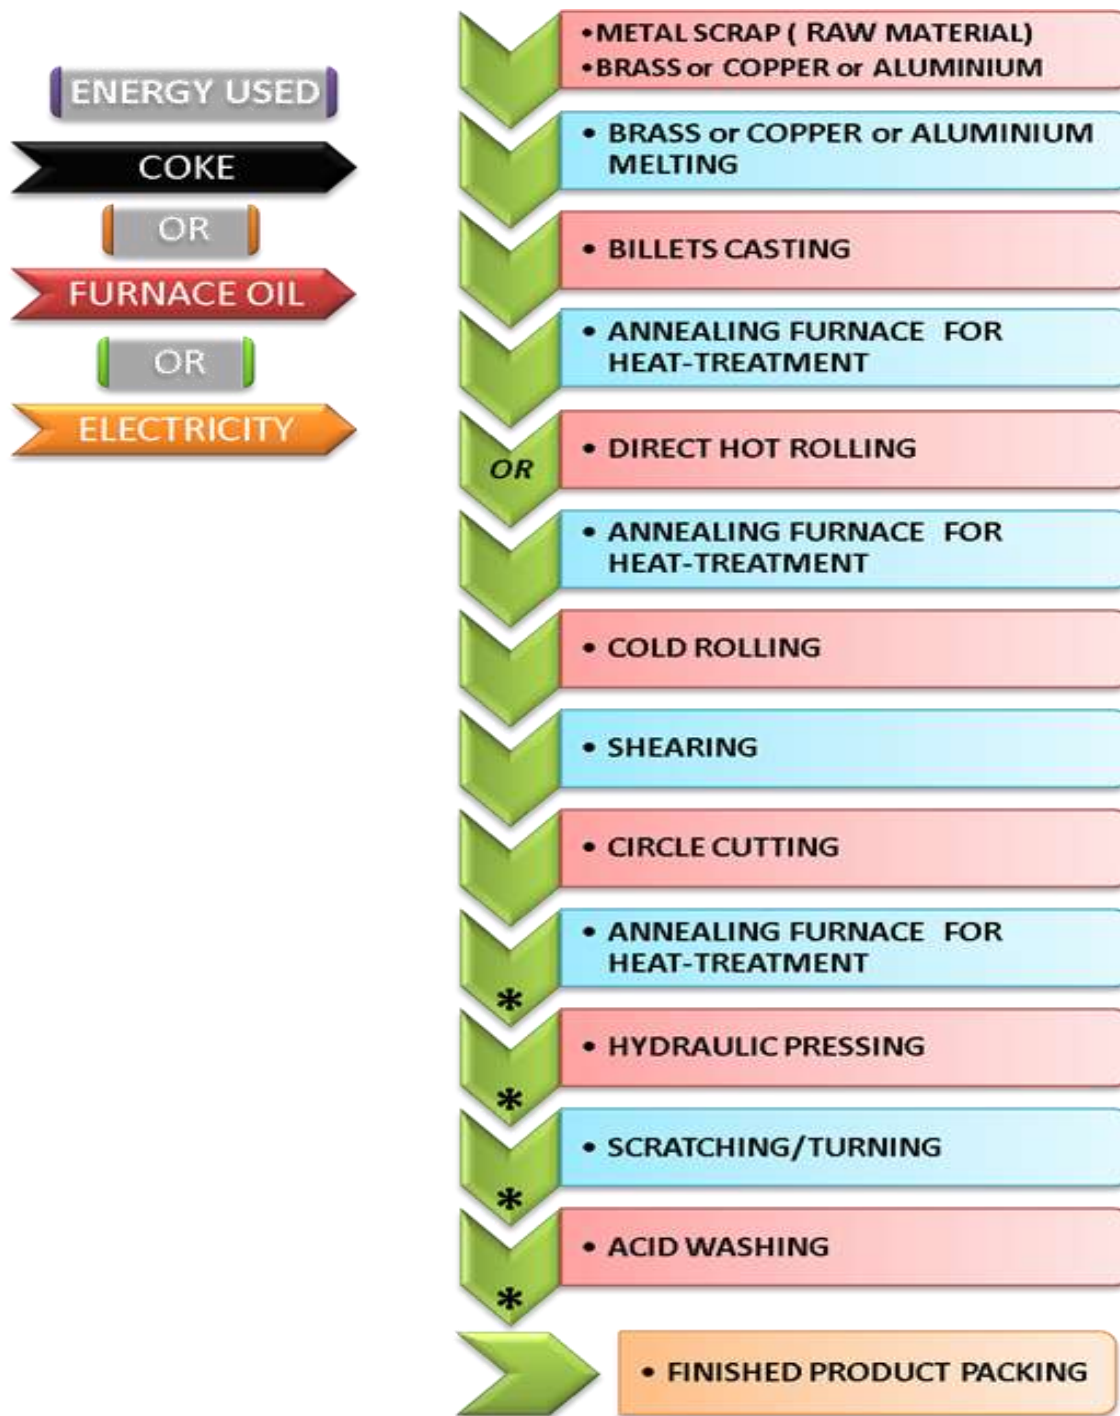 ENERGY USED
COKE
OR
FURNACE OIL
OR
ELECTRICITY
•METAL SCRAP ( RAW MATERIAL)
•BRASS or COPPER or ALUMINIUM
• BRASS or COPPER or ALUMINIUM
MELTING
• BILLETS CASTING
• ANNEALING FURNACE FOR
HEAT-TREATMENT
OR
• DIRECT HOT ROLLING
• ANNEALING FURNACE FOR
HEAT-TREATMENT
• COLD ROLLING
• SHEARING
• CIRCLE CUTTING
• ANNEALING FURNACE FOR
HEAT-TREATMENT
*
• HYDRAULIC PRESSING
*
• SCRATCHING/TURNING
*
• ACID WASHING
*
• FINISHED PRODUCT PACKING